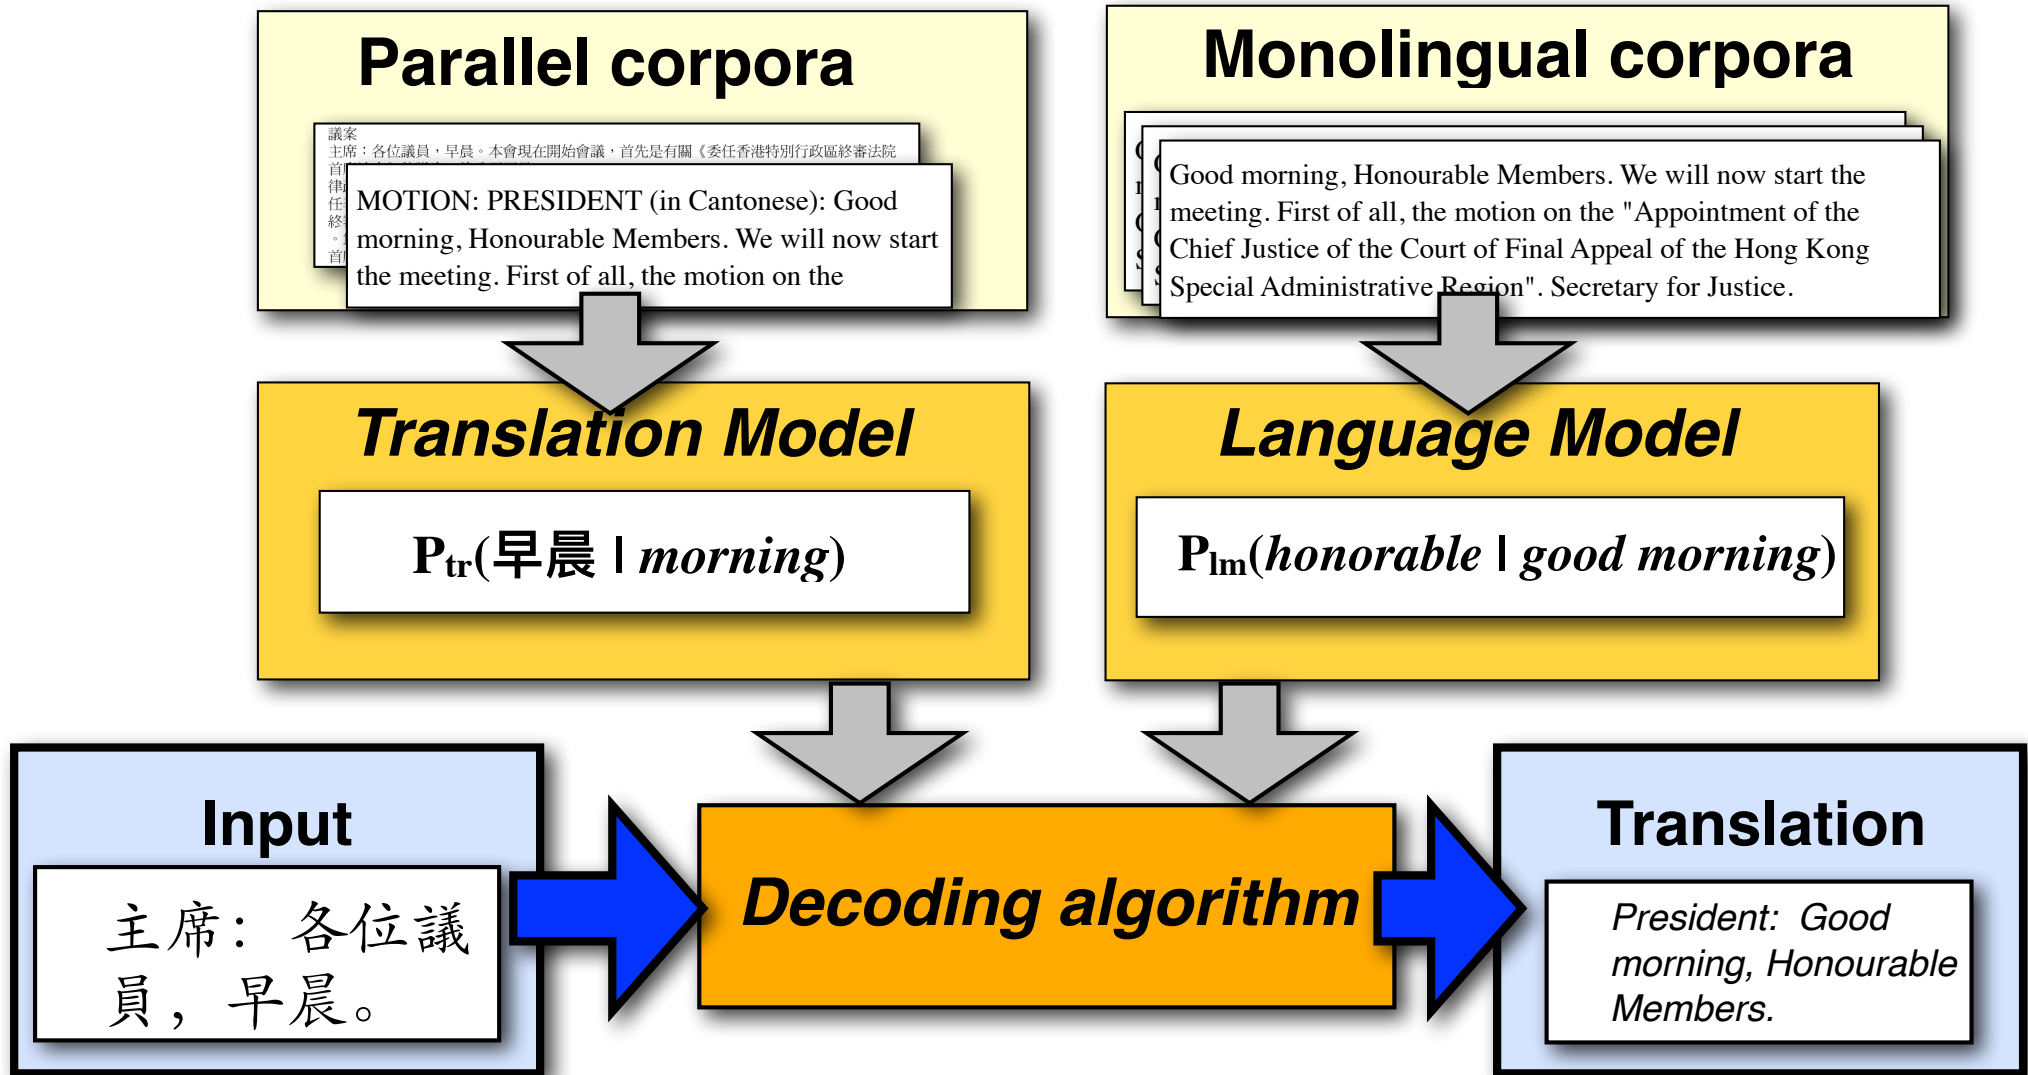 Parallel corpora
議案
主席：各位議員，早晨。本會現在開始會議，首先是有關《委任香港特別行政區終審法院
首
律
任
終
。
首
MOTION: PRESIDENT (in Cantonese): Good
morning, Honourable Members. We will now start
the meeting. First of all, the motion on the
Monolingual corpora
Good morning, Honourable Members. We will now start the
meeting. First of all, the motion on the "Appointment of the
Chief Justice of the Court of Final Appeal of the Hong Kong
Special Administrative Region". Secretary for Justice.
Translation Model
Ptr(早晨 | morning)
Language Model
Plm(honorable | good morning)
Input
主席: 各位議
員, 早晨。
Decoding algorithm
Translation
President: Good
morning, Honourable
Members.